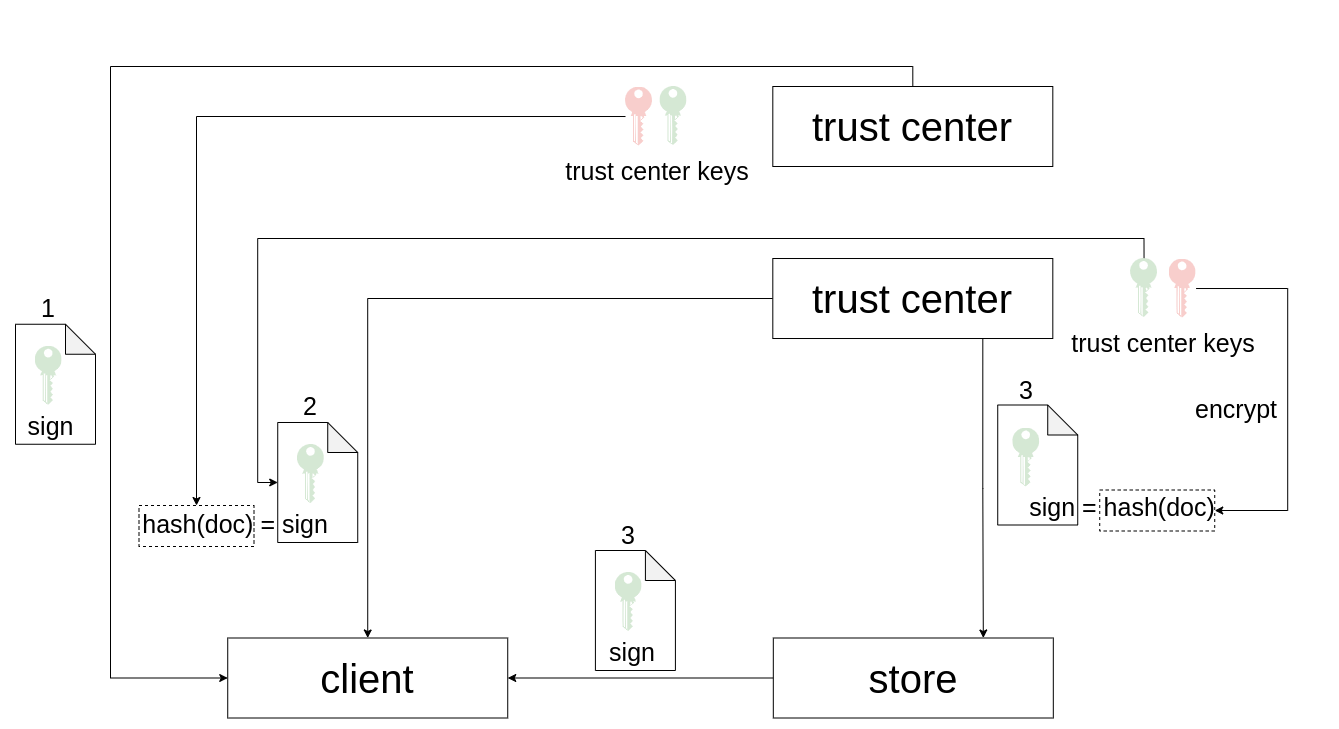 trust center
trust center keys
trust center
1
trust center keys
3
2
encrypt
sign
sign = hash(doc)
hash(doc) = sign
3
sign
client
store